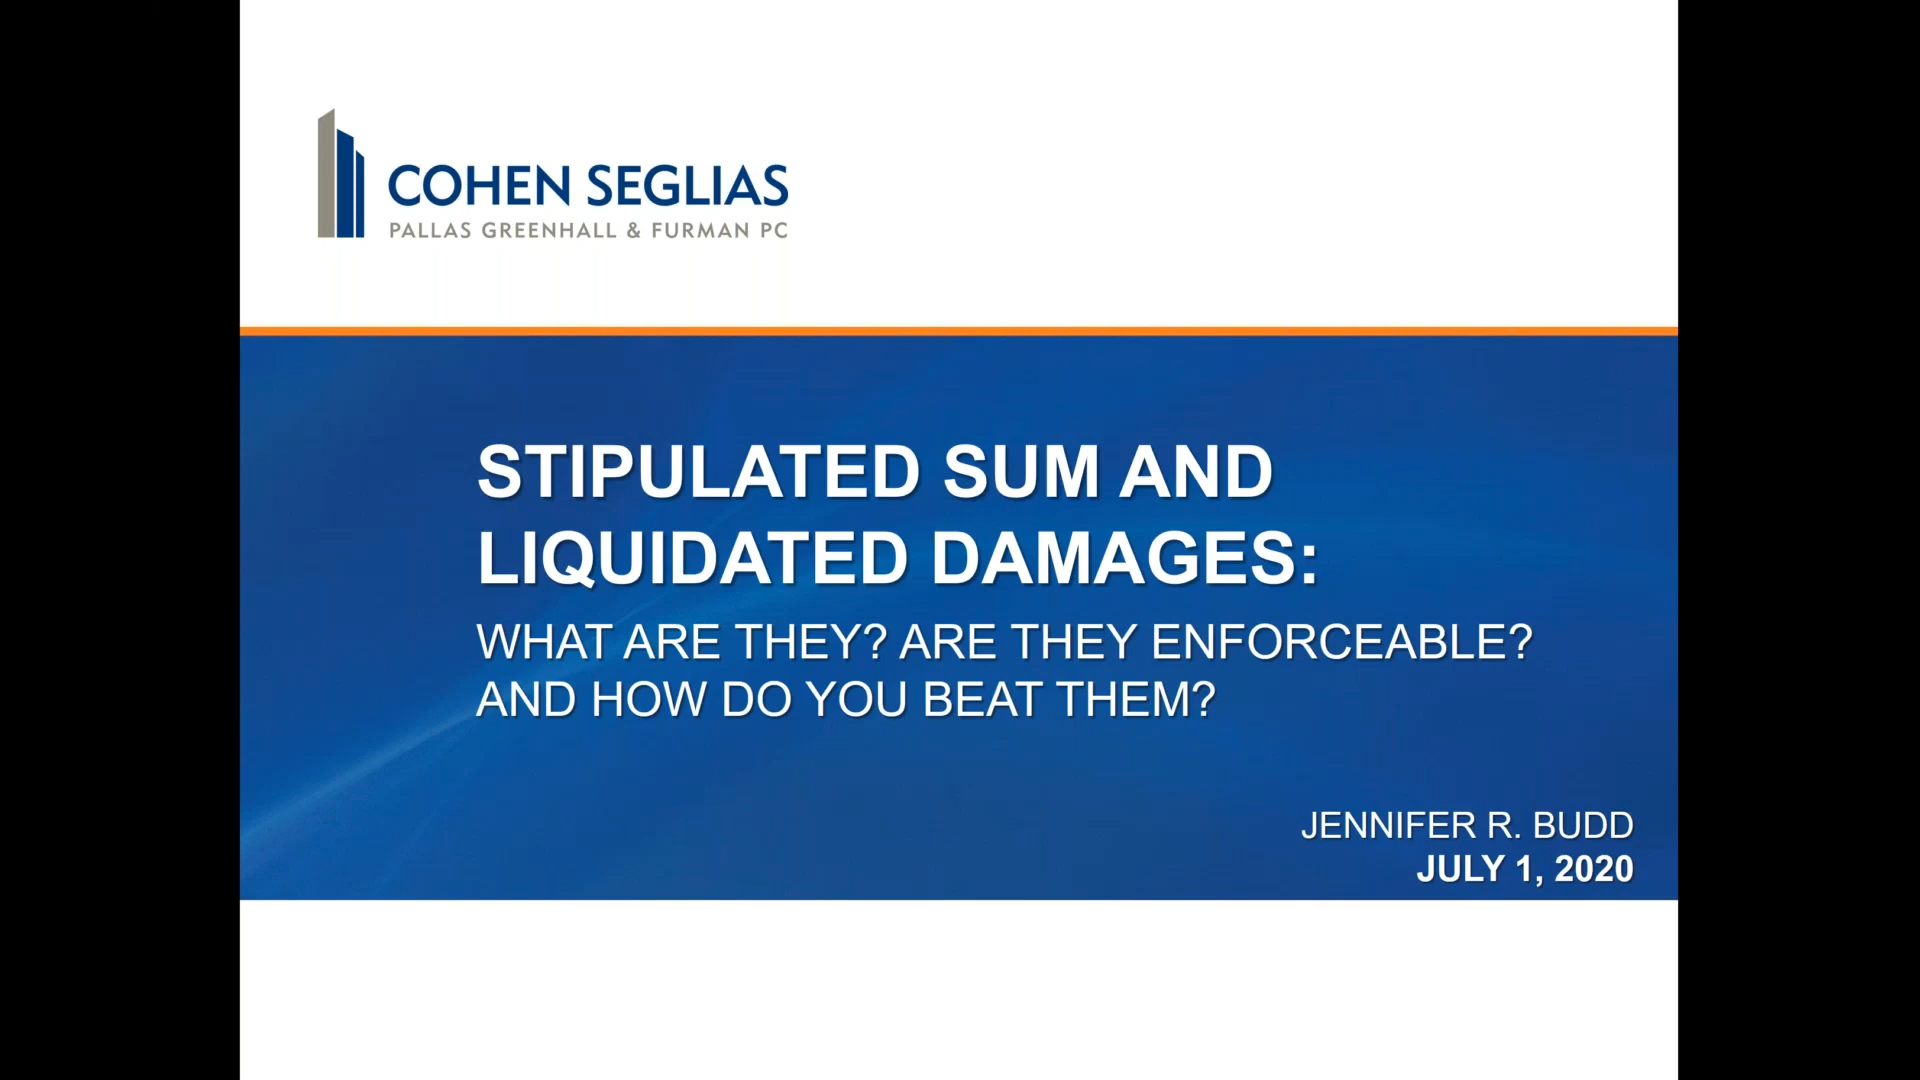 COHEN SEGLIAS
PALLAS GREENHALL & FURMAN PC
STIPULATED SUM AND
LIQUIDATED DAMAGES:
WHAT ARE THEY? ARE THEY ENFORCEABLE?
AND HOW DO YOU BEAT THEM?
JENNIFER R. BUDD
JULY 1, 2020